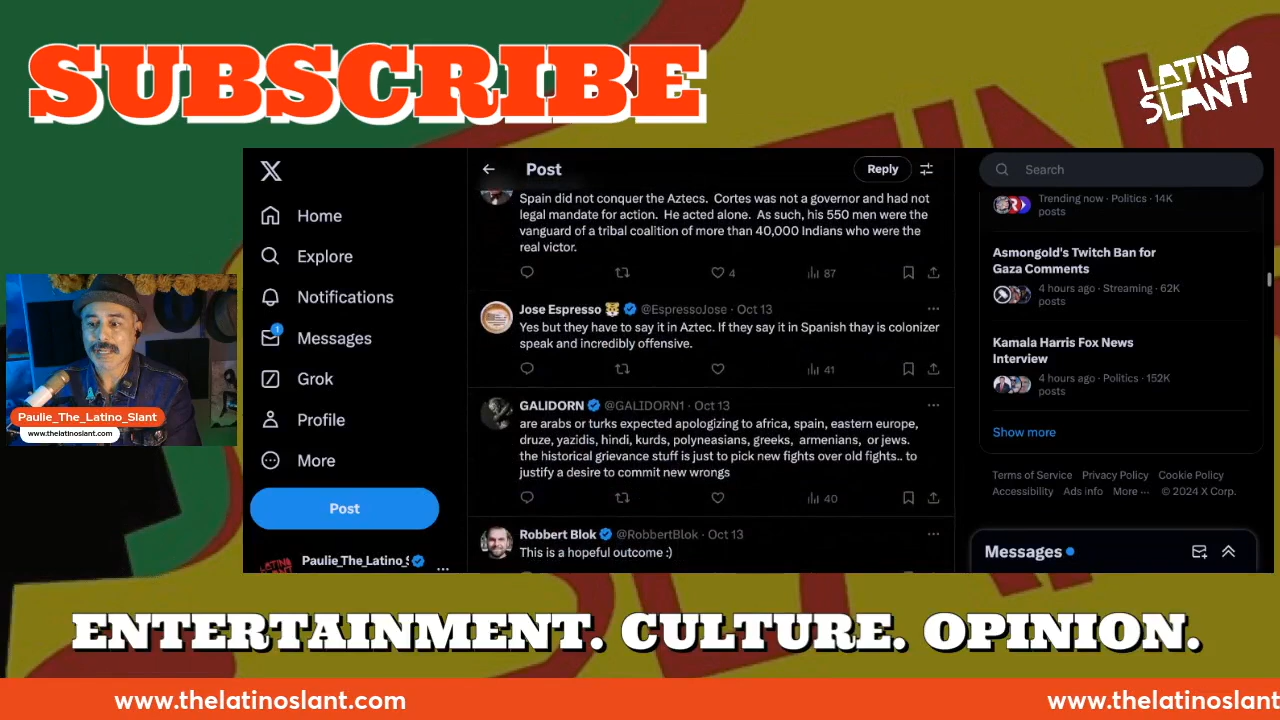 SUBSCRIBE
LATINO
SLANT
Paulie_The_Latino_Slant
www.thelatinoslant.com
X
Home
Explore
Notifications
1
Messages
Grok
Profile
More
Post
Paulie_The_Latino_S
Post
Reply
Spain did not conquer the Aztecs. Cortes was not a governor and had not
legal mandate for action. He acted alone. As such, his 550 men were the
vanguard of a tribal coalition of more than 40,000 Indians who were the
real victor.
4 87
Jose Espresso @EspressoJose · Oct 13
Yes but they have to say it in Aztec. If they say it in Spanish thay is colonizer
speak and incredibly offensive.
41
GALIDORN @GALIDORN1 · Oct 13
are arabs or turks expected apologizing to africa, spain, eastern europe,
druze, yazidis, hindi, kurds, polyneasians, greeks, armenians, or jews.
the historical grievance stuff is just to pick new fights over old fights.. to
justify a desire to commit new wrongs
40
Robbert Blok @RobbertBlok · Oct 13
This is a hopeful outcome :)
Search
Trending now · Politics · 14K
posts
Asmongold's Twitch Ban for
Gaza Comments
4 hours ago · Streaming · 62K
posts
Kamala Harris Fox News
Interview
4 hours ago · Politics · 152K
posts
Show more
Terms of Service Privacy Policy Cookie Policy
Accessibility Ads info More ··· © 2024 X Corp.
Messages
ENTERTAINMENT. CULTURE. OPINION.
www.thelatinoslant.com
www.thelatinoslant